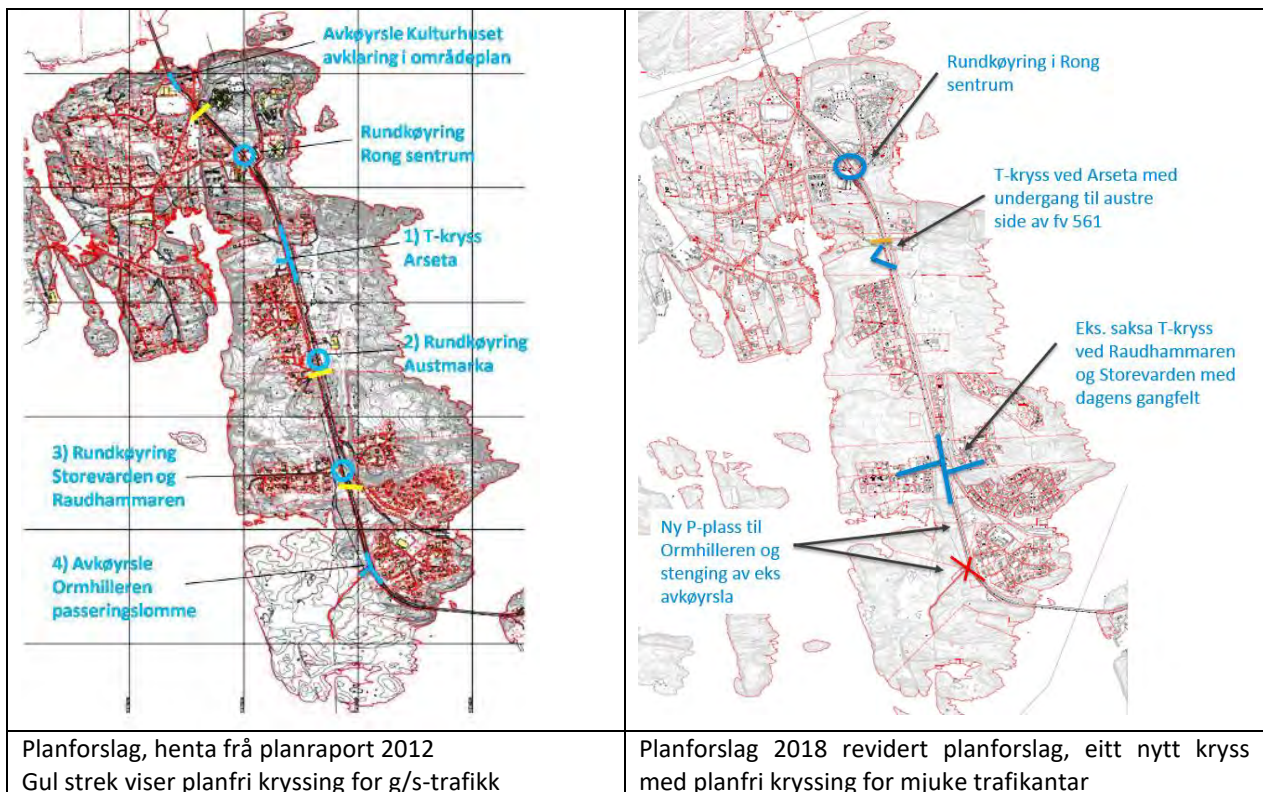 Avkøyrsle Kulturhuset
avklaring i områdeplan
Rundkøyring
Rong sentrum
1) T-kryss
Arseta
2) Rundkøyring
Austmarka
3) Rundkøyring
Storevarden og
Raudhammaren
4) Avkøyrsle
Ormhilleren
passeringslomme
Planforslag, henta frå planraport 2012
Gul strek viser planfri kryssing for g/s-trafikk
Rundkøyring i Rong
sentrum
T-kryss ved Arseta med
undergang til austre
side av fv 561
Eks. saksa T-kryss
ved Raudhammaren
og Storevarden med
dagens gangfelt
Ny P-plass til
Ormhilleren og
stenging av eks
avkøyrsla
Planforslag 2018 revidert planforslag, eitt nytt kryss
med planfri kryssing for mjuke trafikantar